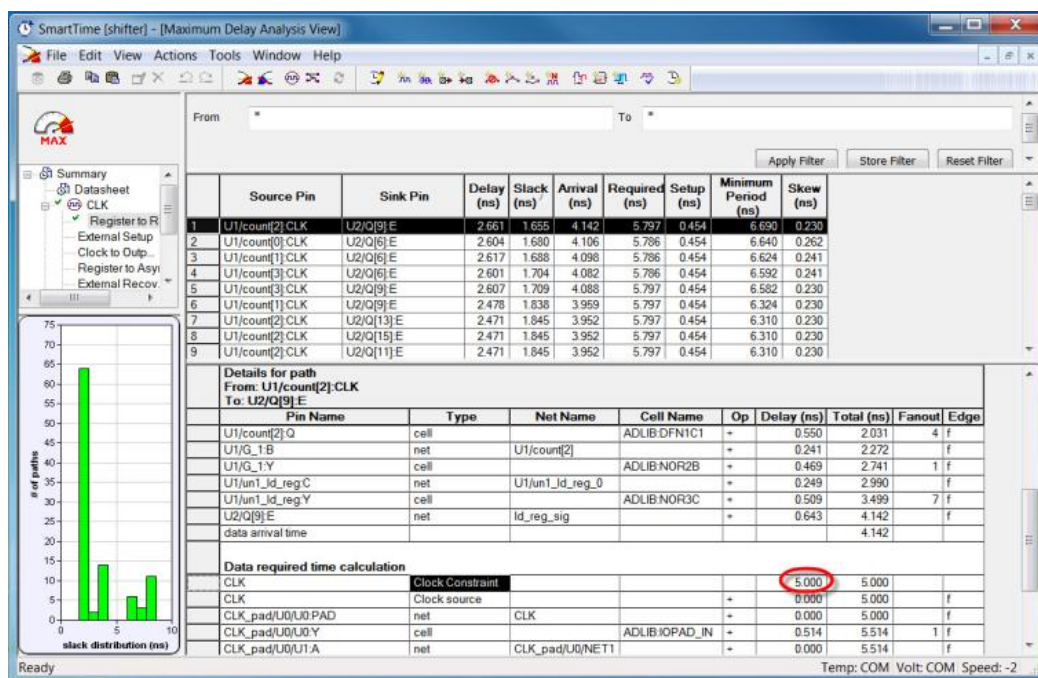 SmartTime [shifter] - [Maximum Delay Analysis View]
File Edit View Actions Tools Window Help
MAX
From * To *
Apply Filter Store Filter Reset Filter
Summary
Datasheet
CLK
Register to R
External Setup
Clock to Outp...
Register to Asy
External Recov.
Source Pin Sink Pin Delay (ns) Slack (ns) Arrival (ns) Required (ns) Setup (ns) Minimum Period (ns) Skew (ns)
1 U1/count[2]:CLK U2/Q[9]:E 2.661 1.655 4.142 5.797 0.454 6.690 0.230
2 U1/count[0]:CLK U2/Q[6]:E 2.604 1.680 4.106 5.786 0.454 6.640 0.262
3 U1/count[1]:CLK U2/Q[6]:E 2.617 1.688 4.098 5.786 0.454 6.624 0.241
4 U1/count[3]:CLK U2/Q[6]:E 2.601 1.704 4.082 5.786 0.454 6.592 0.241
5 U1/count[3]:CLK U2/Q[9]:E 2.607 1.709 4.088 5.797 0.454 6.582 0.230
6 U1/count[1]:CLK U2/Q[9]:E 2.478 1.838 3.959 5.797 0.454 6.324 0.230
7 U1/count[2]:CLK U2/Q[13]:E 2.471 1.845 3.952 5.797 0.454 6.310 0.230
8 U1/count[2]:CLK U2/Q[15]:E 2.471 1.845 3.952 5.797 0.454 6.310 0.230
9 U1/count[2]:CLK U2/Q[11]:E 2.471 1.845 3.952 5.797 0.454 6.310 0.230
Details for path
From: U1/count[2]:CLK
To: U2/Q[9]:E
Pin Name Type Net Name Cell Name Op Delay (ns) Total (ns) Fanout Edge
U1/count[2]:Q cell ADLIB:DFN1C1 + 0.550 2.031 4 f
U1/G_1:B net U1/count[2] + 0.241 2.272 f
U1/G_1:Y cell ADLIB:NOR2B + 0.469 2.741 1 f
U1/un1_ld_reg:C net U1/un1_ld_reg_0 + 0.249 2.990 f
U1/un1_ld_reg:Y cell ADLIB:NOR3C + 0.509 3.499 7 f
U2/Q[9]:E net ld_reg_sig + 0.643 4.142 f
data arrival time 4.142
Data required time calculation
CLK Clock Constraint 5.000 5.000
CLK Clock source + 0.000 5.000 f
CLK_pad/U0/U0:PAD net CLK + 0.000 5.000 f
CLK_pad/U0/U0:Y cell ADLIB:IOPAD_IN + 0.514 5.514 1 f
CLK_pad/U0/U1:A net CLK_pad/U0/NET1 + 0.000 5.514 f
# of paths
75
70
65
60
55
50
45
40
35
30
25
20
15
10
5
0
0 5 10
slack distribution (ns)
Ready Temp: COM Volt: COM Speed: -2